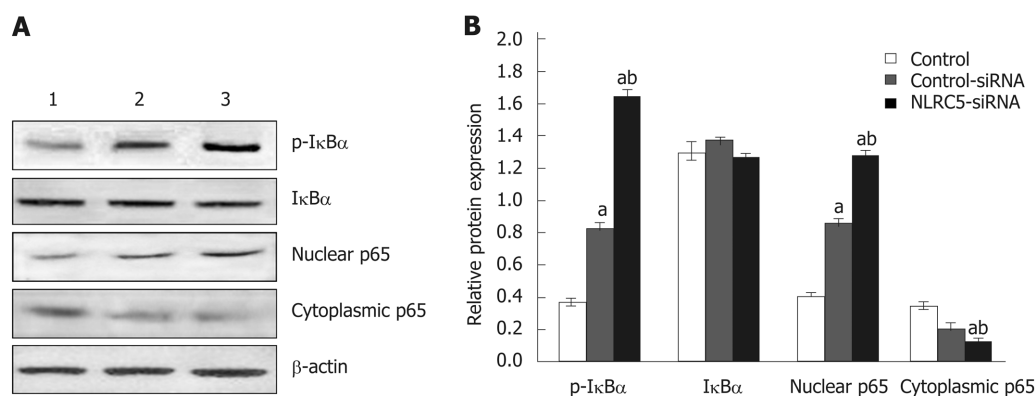 A
1 2 3
p-IκBα
IκBα
Nuclear p65
Cytoplasmic p65
β-actin
B
Relative protein expression
2.0
1.8
1.6
1.4
1.2
1.0
0.8
0.6
0.4
0.2
0.0
Control
Control-siRNA
NLRC5-siRNA
a
ab
a
ab
ab
p-IκBα IκBα Nuclear p65 Cytoplasmic p65